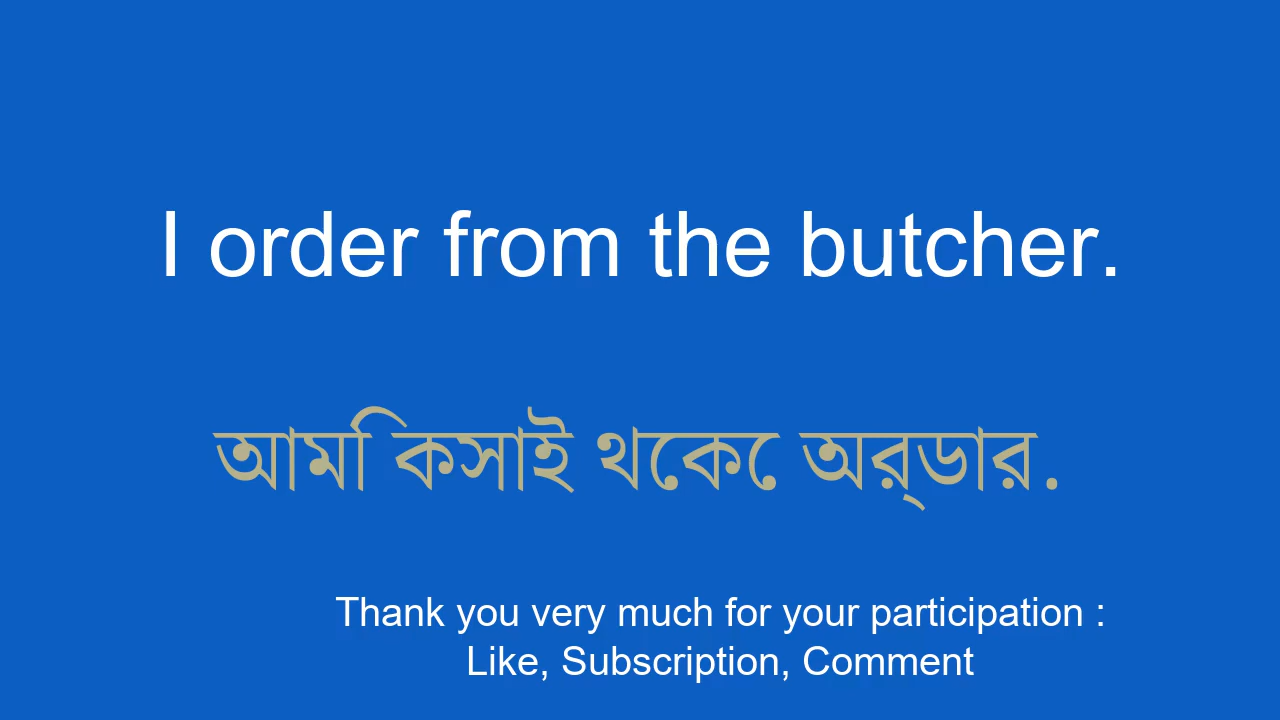 I order from the butcher.
আমি কসাই থেকে অর্ডার.
Thank you very much for your participation :
Like, Subscription, Comment